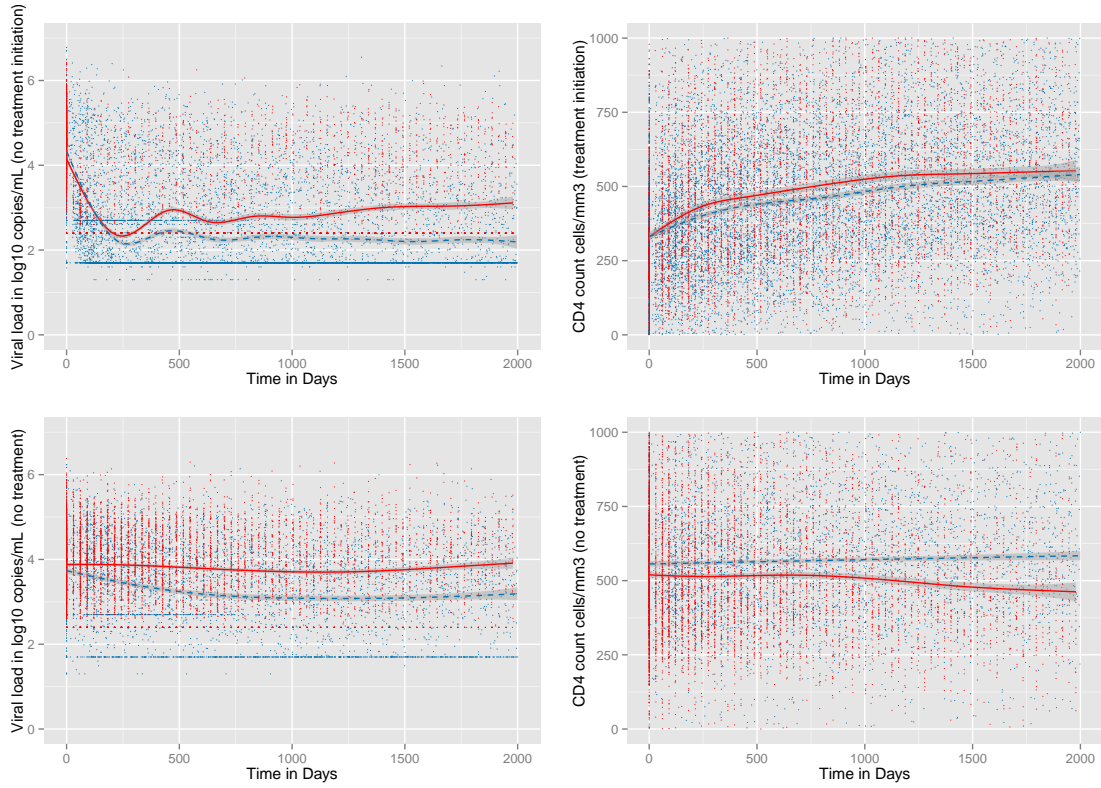 Viral load in log10 copies/mL (no treatment initiation)
6
4
2
0
0 500 1000 1500 2000
Time in Days
CD4 count cells/mm3 (treatment initiation)
1000
750
500
250
0
0 500 1000 1500 2000
Time in Days
Viral load in log10 copies/mL (no treatment)
6
4
2
0
0 500 1000 1500 2000
Time in Days
CD4 count cells/mm3 (no treatment)
1000
750
500
250
0
0 500 1000 1500 2000
Time in Days